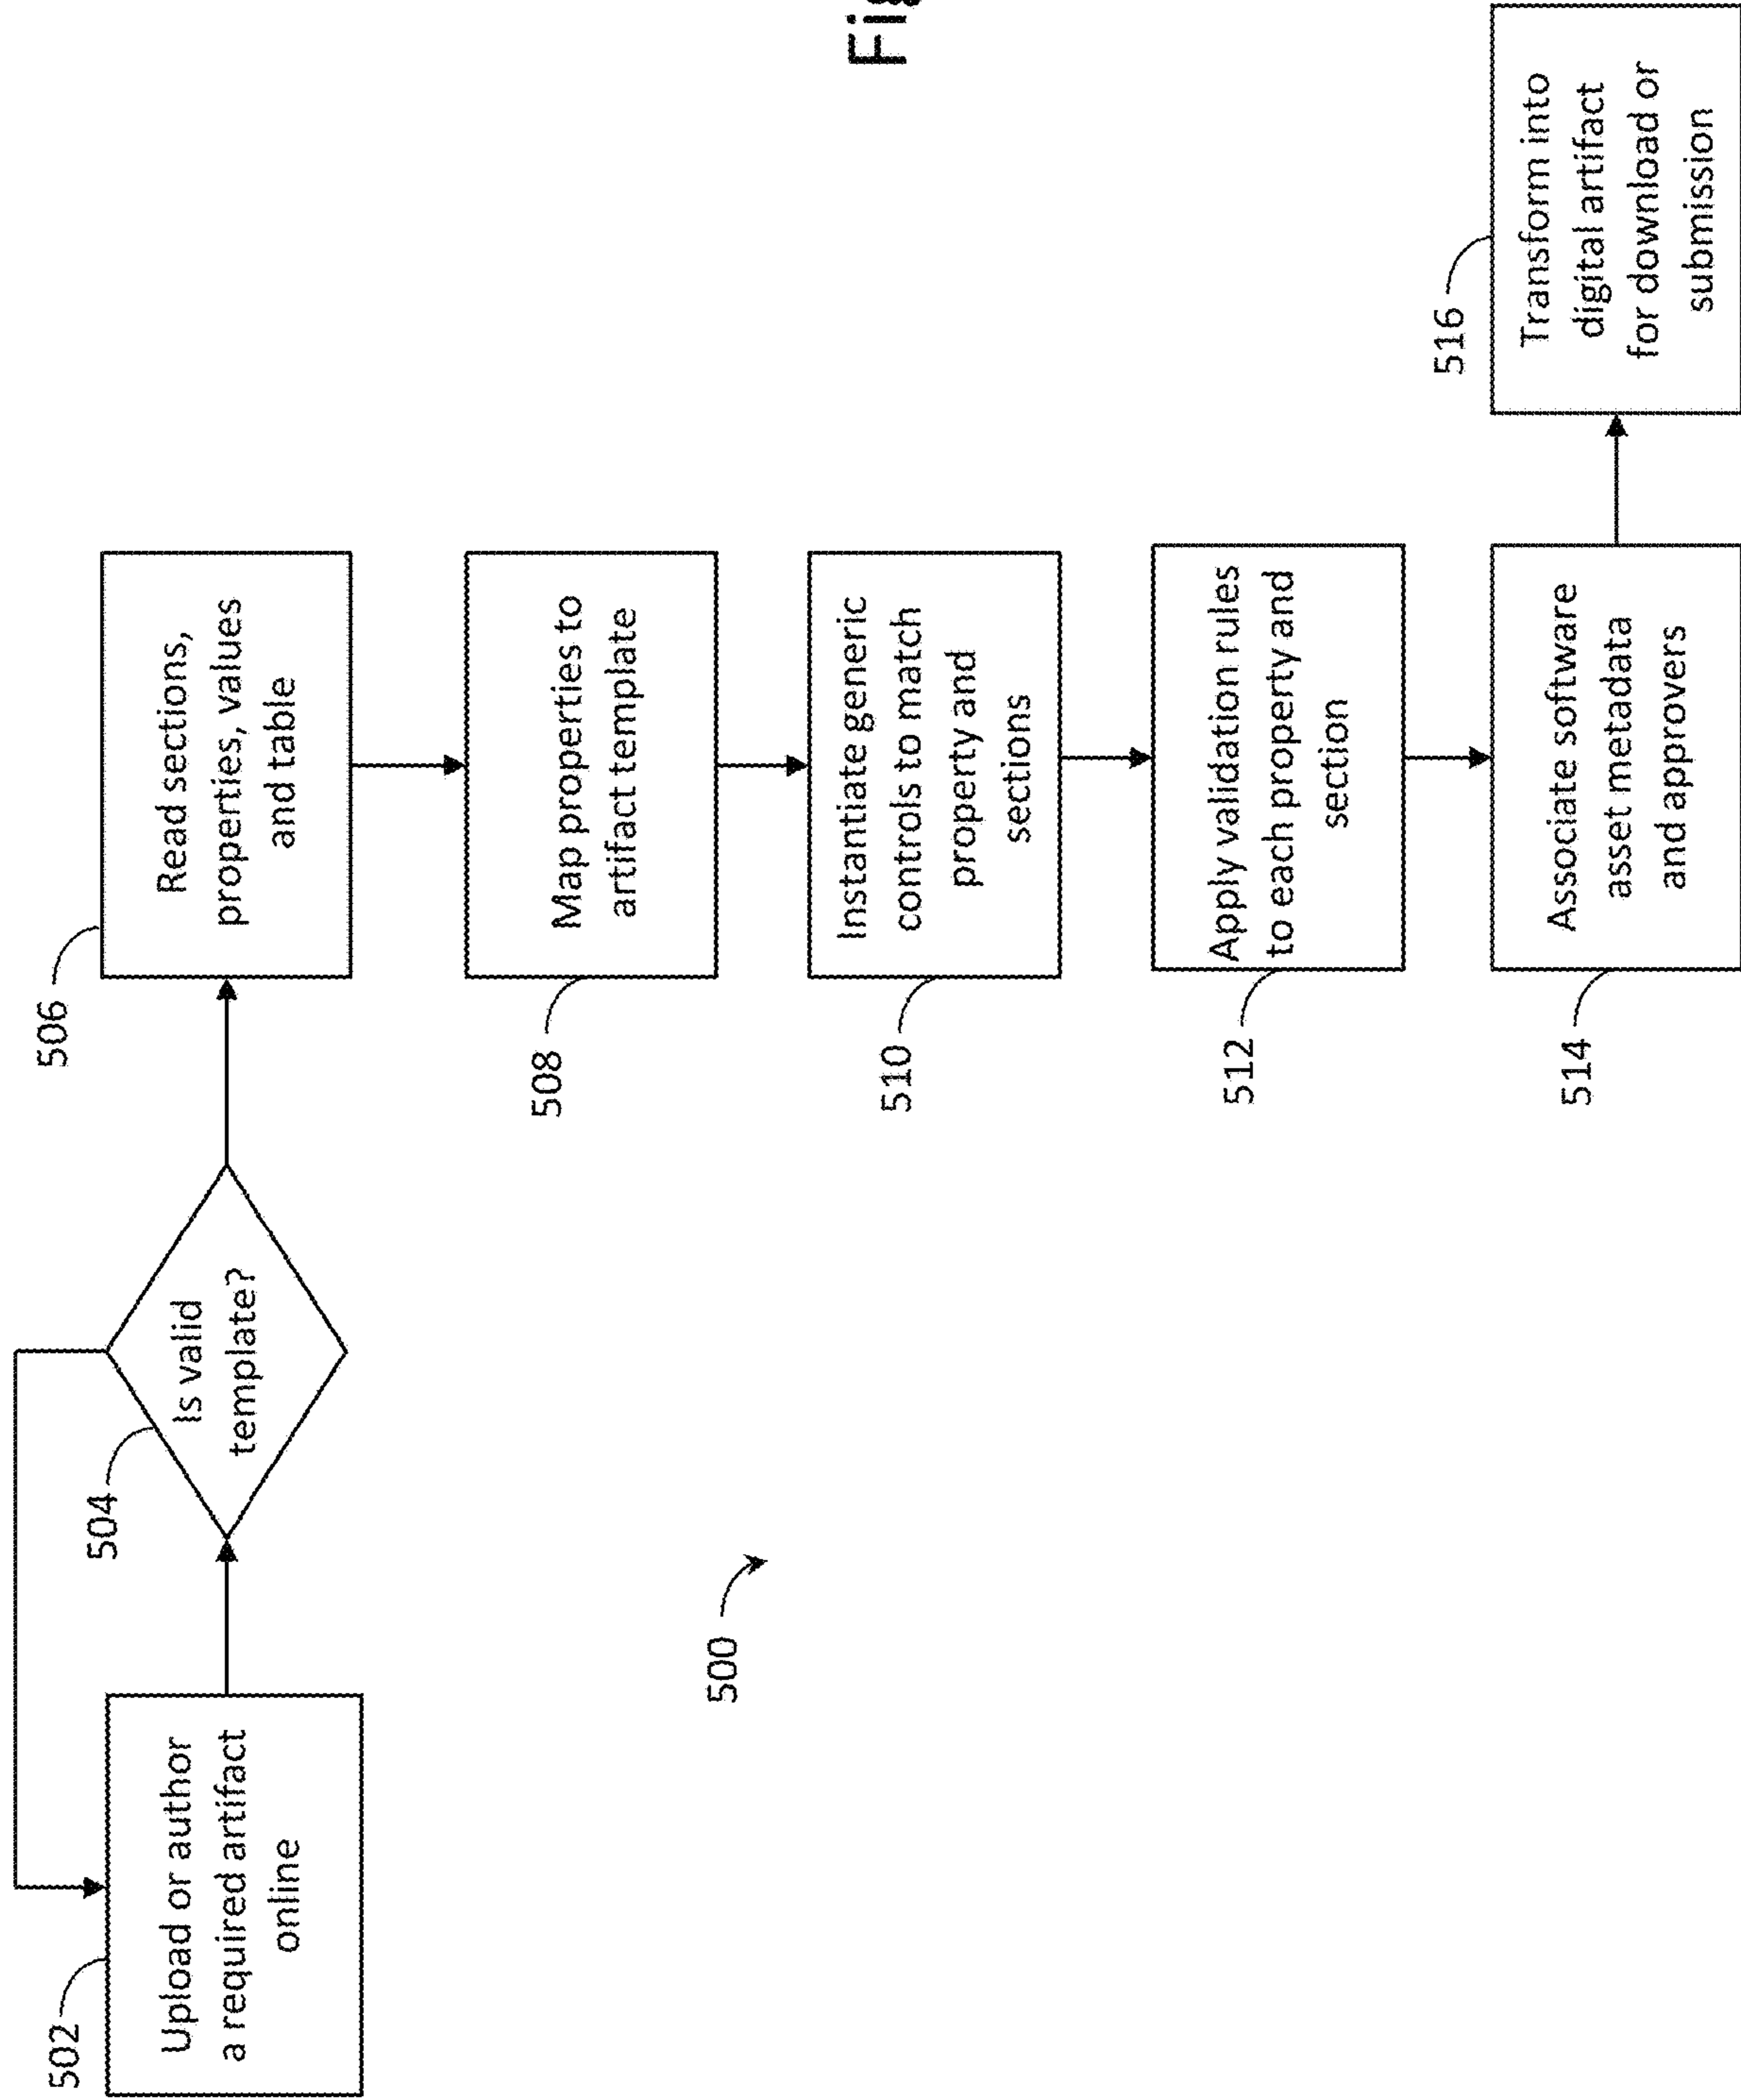 502
Upload or author
a required artifact
online
504
Is valid
template?
506
Read sections,
properties, values
and table
508
Map properties to
artifact template
510
Instantiate generic
controls to match
property and
sections
512
Apply validation rules
to each property and
section
514
Associate software
asset metadata
and approvers
516
Transform into
digital artifact
for download or
submission
500